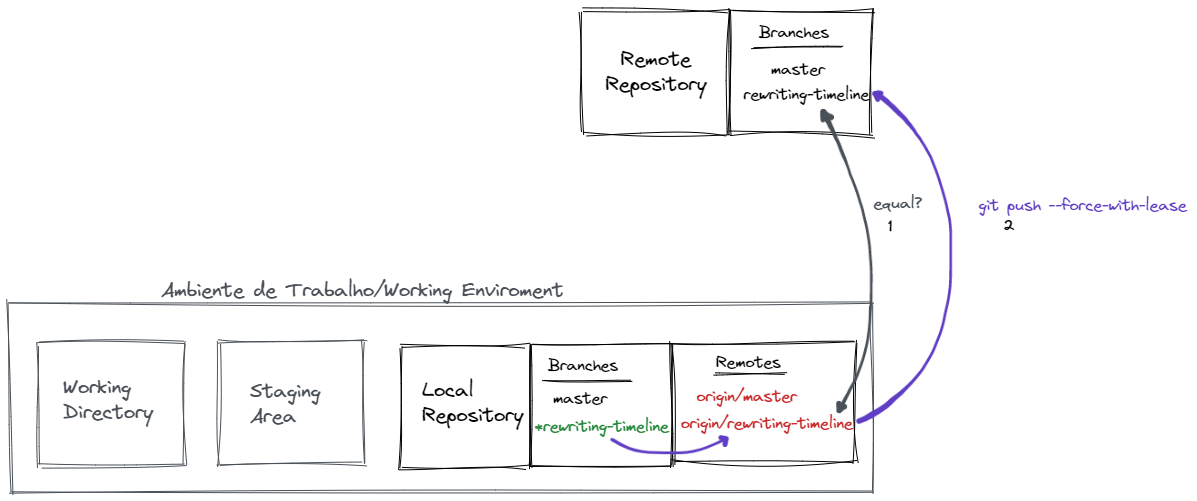 Remote
Repository
Branches
master
rewriting-timeline
equal?
1
git push --force-with-lease
2
Ambiente de Trabalho/Working Enviroment
Working
Directory
Staging
Area
Local
Repository
Branches
master
*rewriting-timeline
Remotes
origin/master
origin/rewriting-timeline